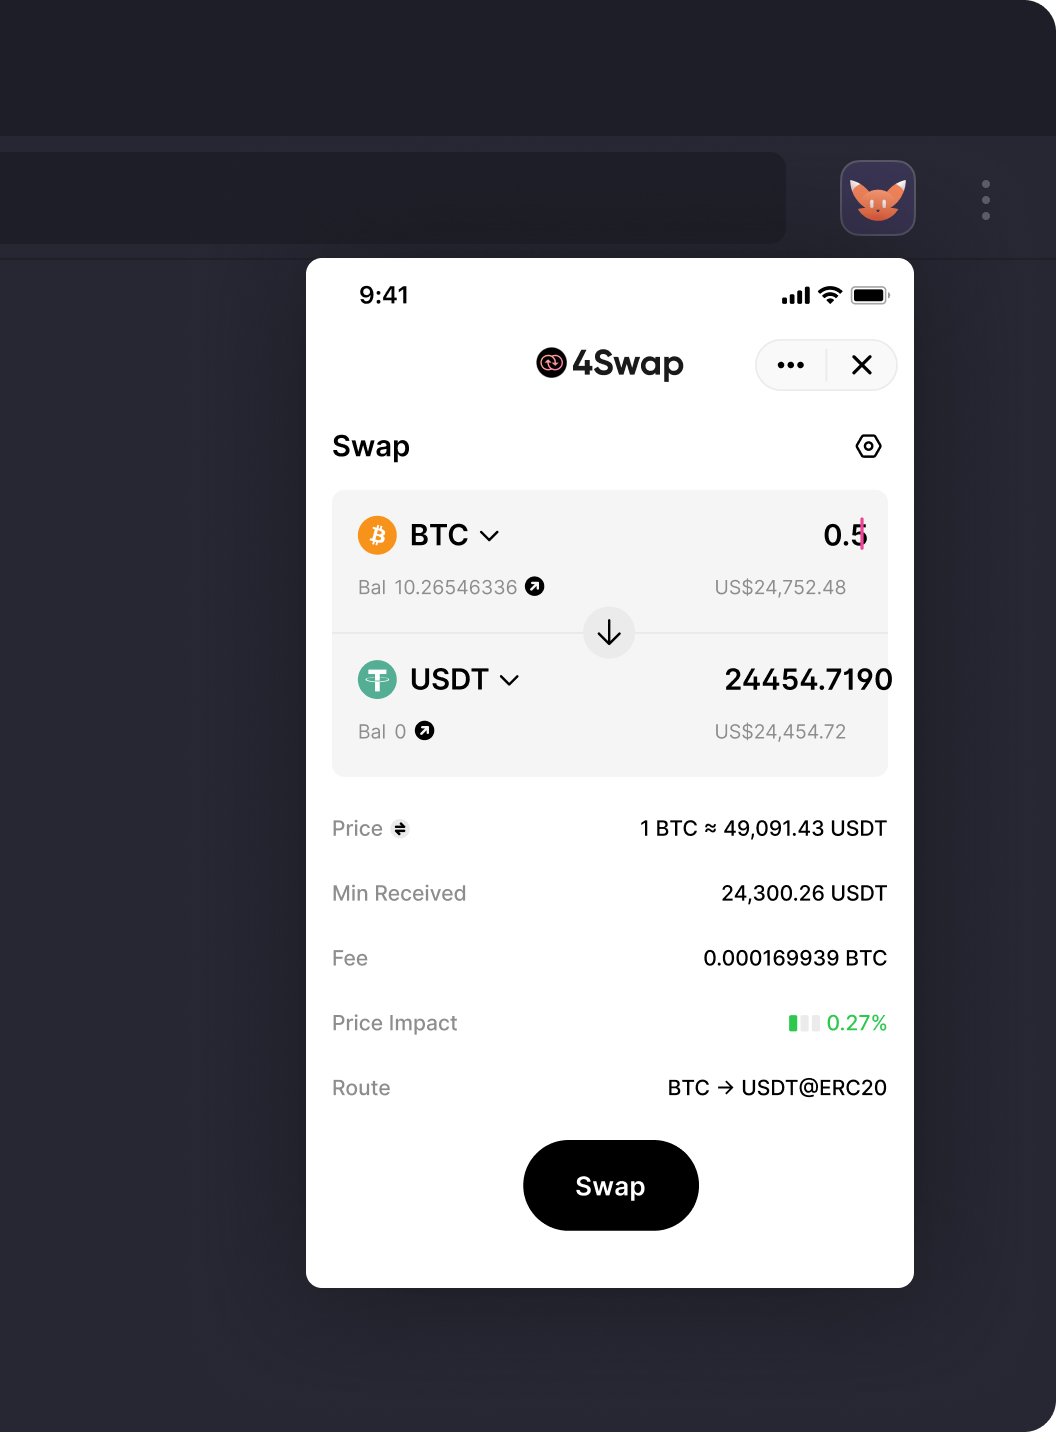 9:41
4Swap
Swap
BTC 0.5
Bal 10.26546336 US$24,752.48
USDT 24454.7190
Bal 0 US$24,454.72
Price 1 BTC ≈ 49,091.43 USDT
Min Received 24,300.26 USDT
Fee 0.000169939 BTC
Price Impact 0.27%
Route BTC → USDT@ERC20
Swap